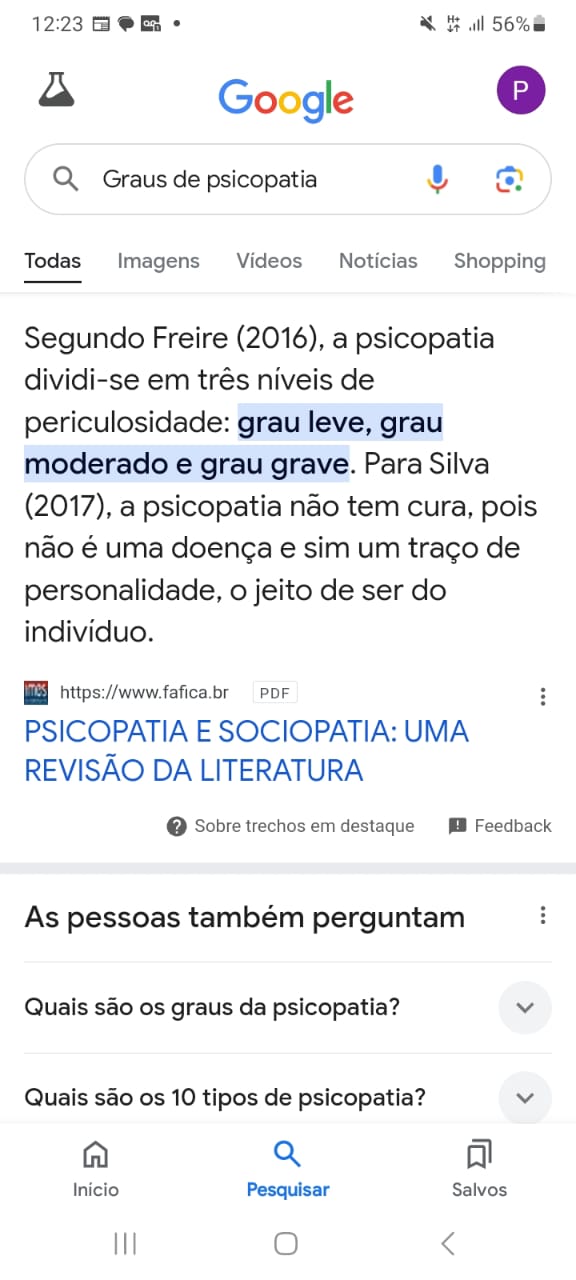 12:23
56%
Google
P
Graus de psicopatia
Todas Imagens Vídeos Notícias Shopping
Segundo Freire (2016), a psicopatia
dividi-se em três níveis de
periculosidade: grau leve, grau
moderado e grau grave. Para Silva
(2017), a psicopatia não tem cura, pois
não é uma doença e sim um traço de
personalidade, o jeito de ser do
indivíduo.
https://www.fafica.br PDF
PSICOPATIA E SOCIOPATIA: UMA
REVISÃO DA LITERATURA
Sobre trechos em destaque Feedback
As pessoas também perguntam
Quais são os graus da psicopatia?
Quais são os 10 tipos de psicopatia?
Início Pesquisar Salvos